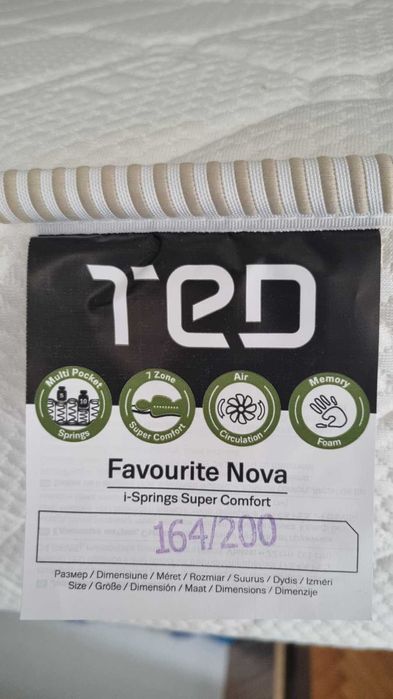 TED
Multi Pocket
Springs
7 Zone
Super Comfort
Air
Circulation
Memory
Foam
Favourite Nova
i-Springs Super Comfort
164/200
Размер / Dimensiune / Méret / Rozmiar / Suurus / Dydis / Izmēri
Size / Größe / Dimensión / Maat / Dimensions / Dimenzije